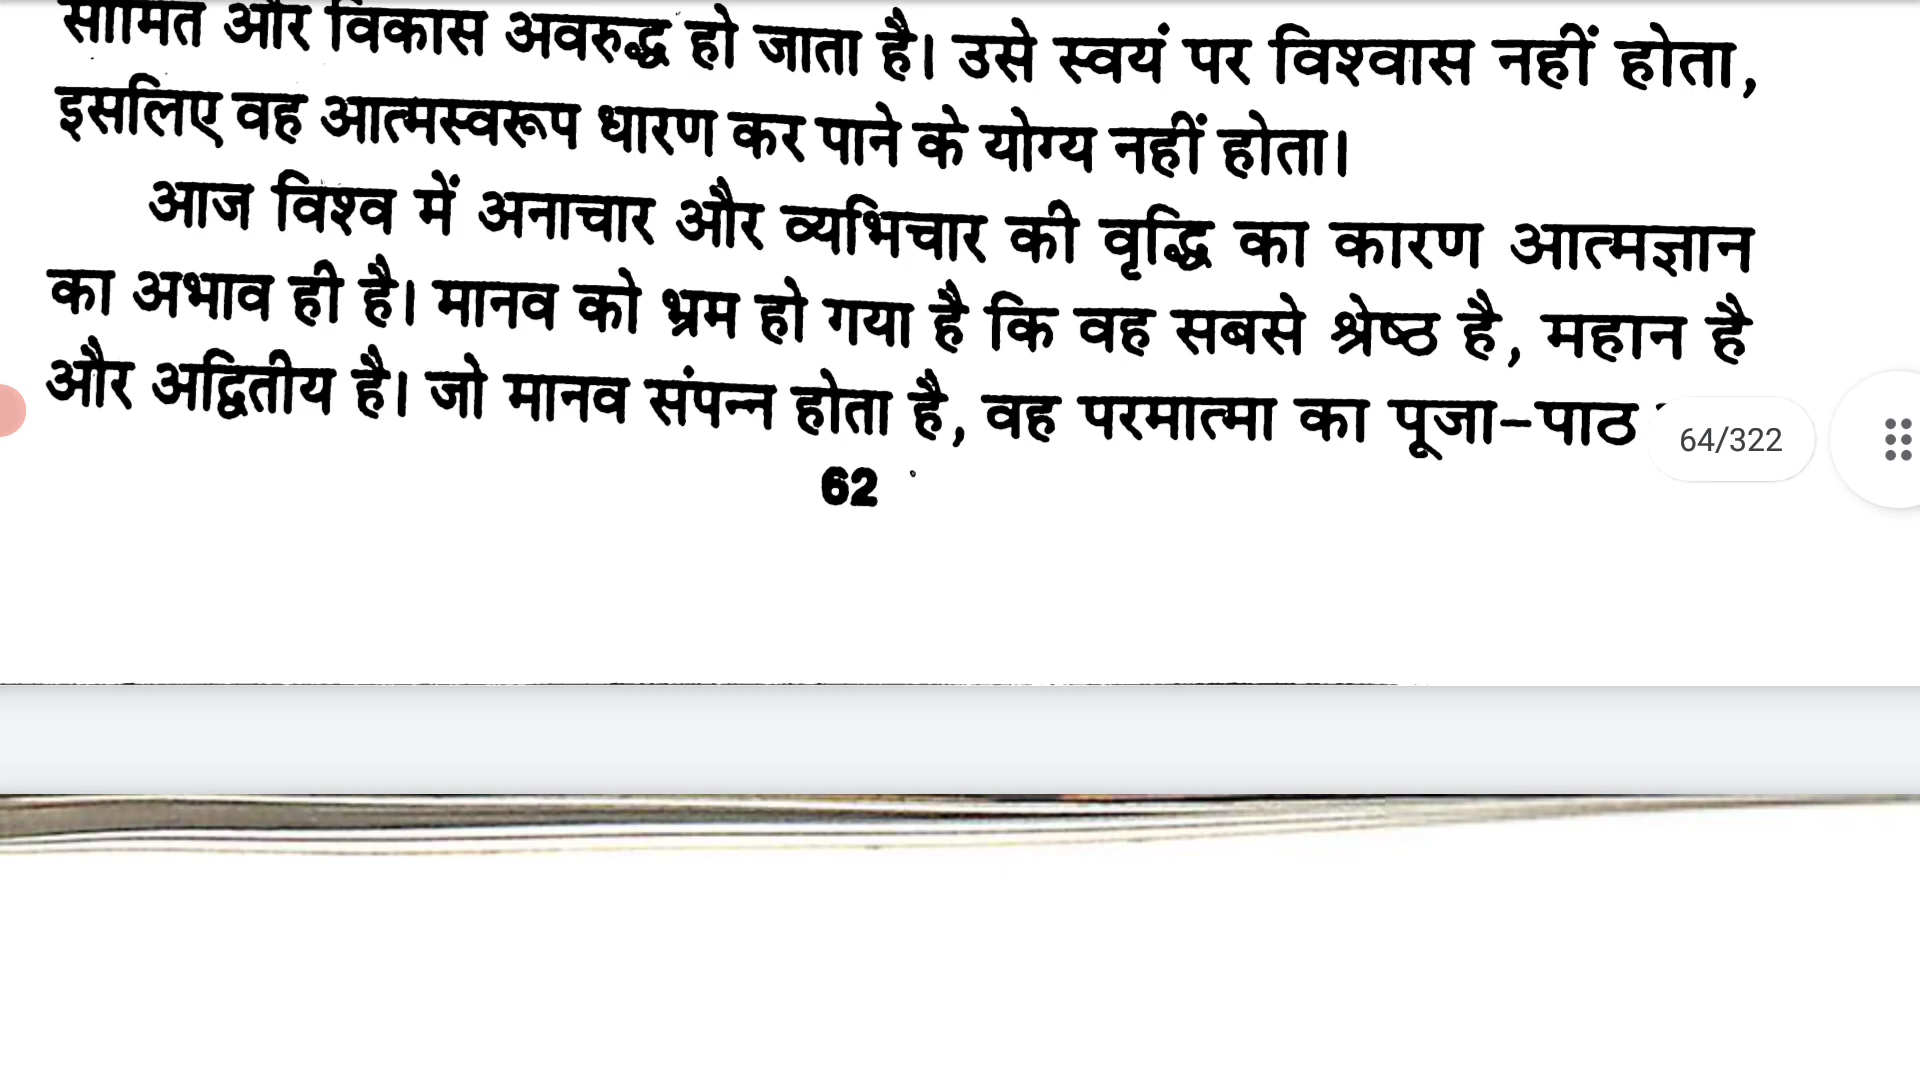 सीमित और विकास अवरुद्ध हो जाता है। उसे स्वयं पर विश्वास नहीं होता,
इसलिए वह आत्मस्वरूप धारण कर पाने के योग्य नहीं होता।
आज विश्व में अनाचार और व्यभिचार की वृद्धि का कारण आत्मज्ञान
का अभाव ही है। मानव को भ्रम हो गया है कि वह सबसे श्रेष्ठ है, महान है
और अद्वितीय है। जो मानव संपन्न होता है, वह परमात्मा का पूजा-पाठ
64/322
62